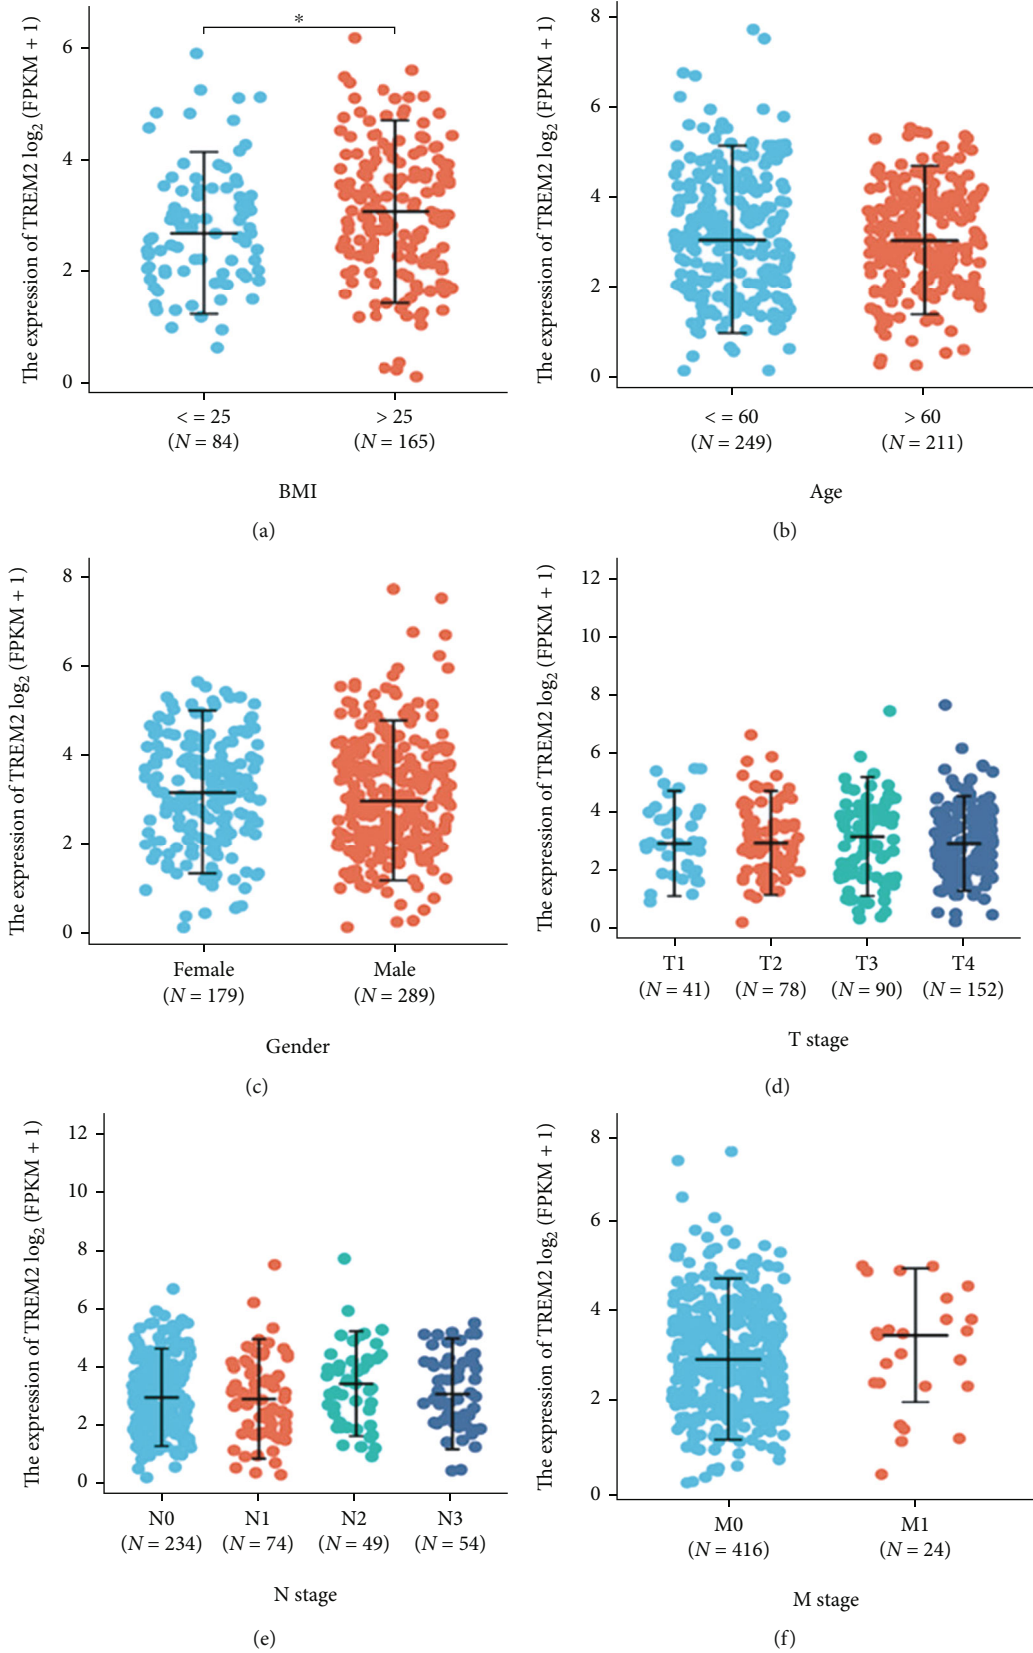 The expression of TREM2 log2 (FPKM + 1)
6
4
2
0
*
< = 25
> 25
(N = 84)
(N = 165)
BMI
(a)
The expression of TREM2 log2 (FPKM + 1)
8
6
4
2
0
< = 60
> 60
(N = 249)
(N = 211)
Age
(b)
The expression of TREM2 log2 (FPKM + 1)
8
6
4
2
0
Female
Male
(N = 179)
(N = 289)
Gender
(c)
The expression of TREM2 log2 (FPKM + 1)
12
10
8
6
4
2
0
T1
T2
T3
T4
(N = 41)
(N = 78)
(N = 90)
(N = 152)
T stage
(d)
The expression of TREM2 log2 (FPKM + 1)
12
10
8
6
4
2
0
N0
N1
N2
N3
(N = 234)
(N = 74)
(N = 49)
(N = 54)
N stage
(e)
The expression of TREM2 log2 (FPKM + 1)
8
6
4
2
0
M0
M1
(N = 416)
(N = 24)
M stage
(f)